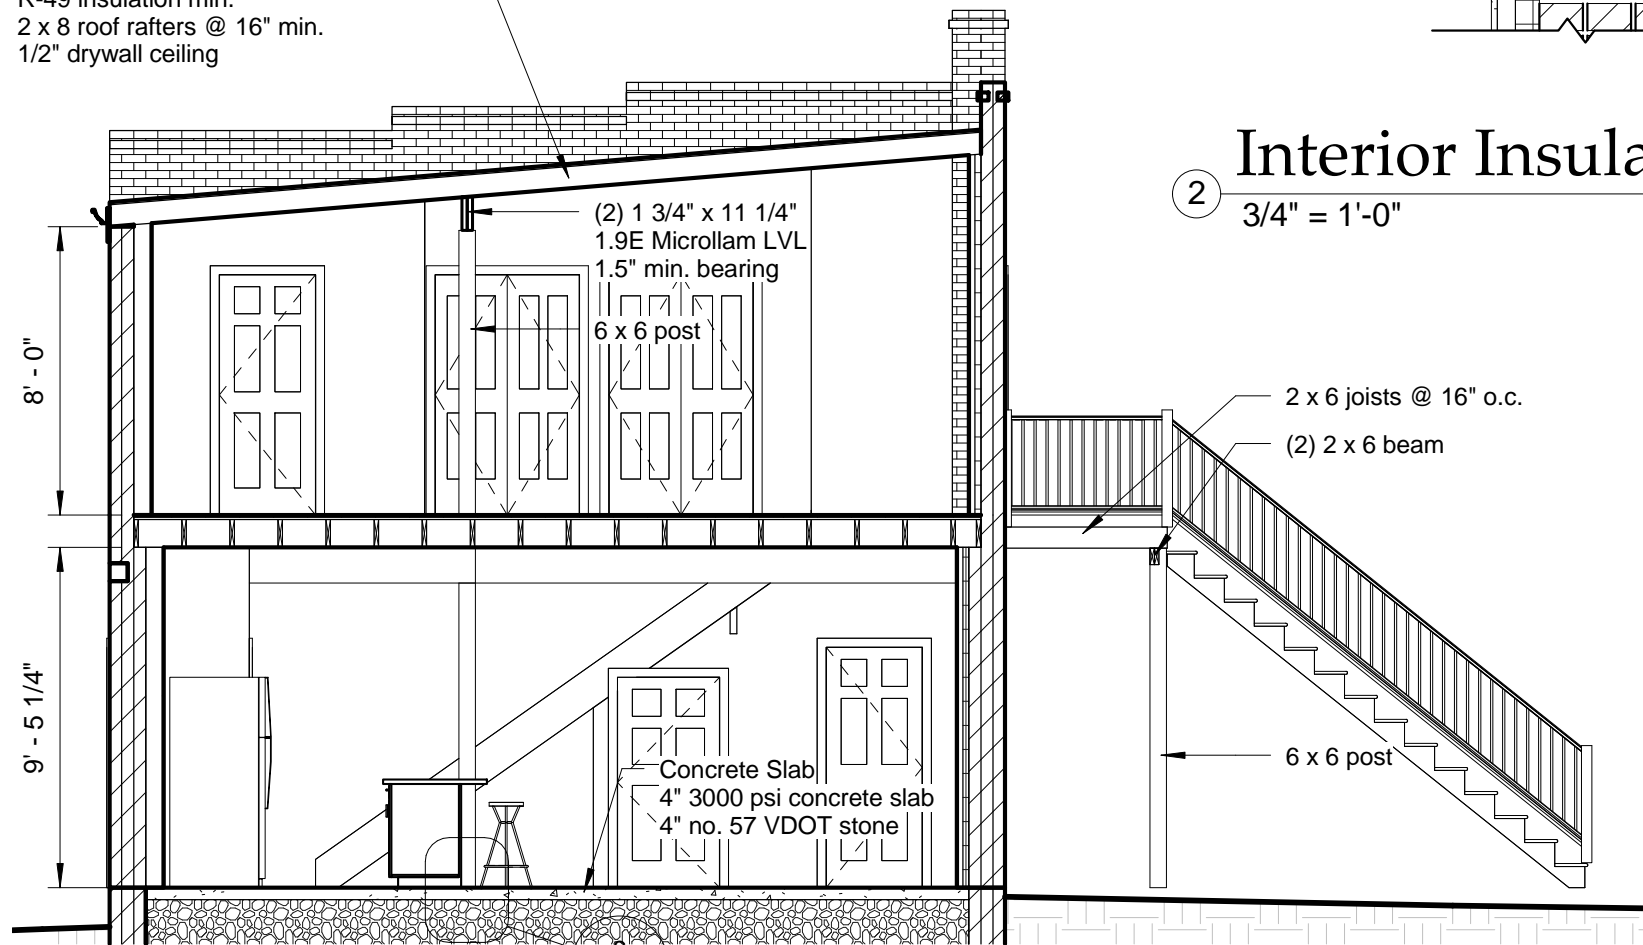 R-49 insulation min.
2 x 8 roof rafters @ 16" min.
1/2" drywall ceiling
Interior Insula
2
3/4" = 1'-0"
(2) 1 3/4" x 11 1/4"
1.9E Microllam LVL
1.5" min. bearing
6 x 6 post
8' - 0"
2 x 6 joists @ 16" o.c.
(2) 2 x 6 beam
9' - 5 1/4"
6 x 6 post
Concrete Slab
4" 3000 psi concrete slab
4" no. 57 VDOT stone